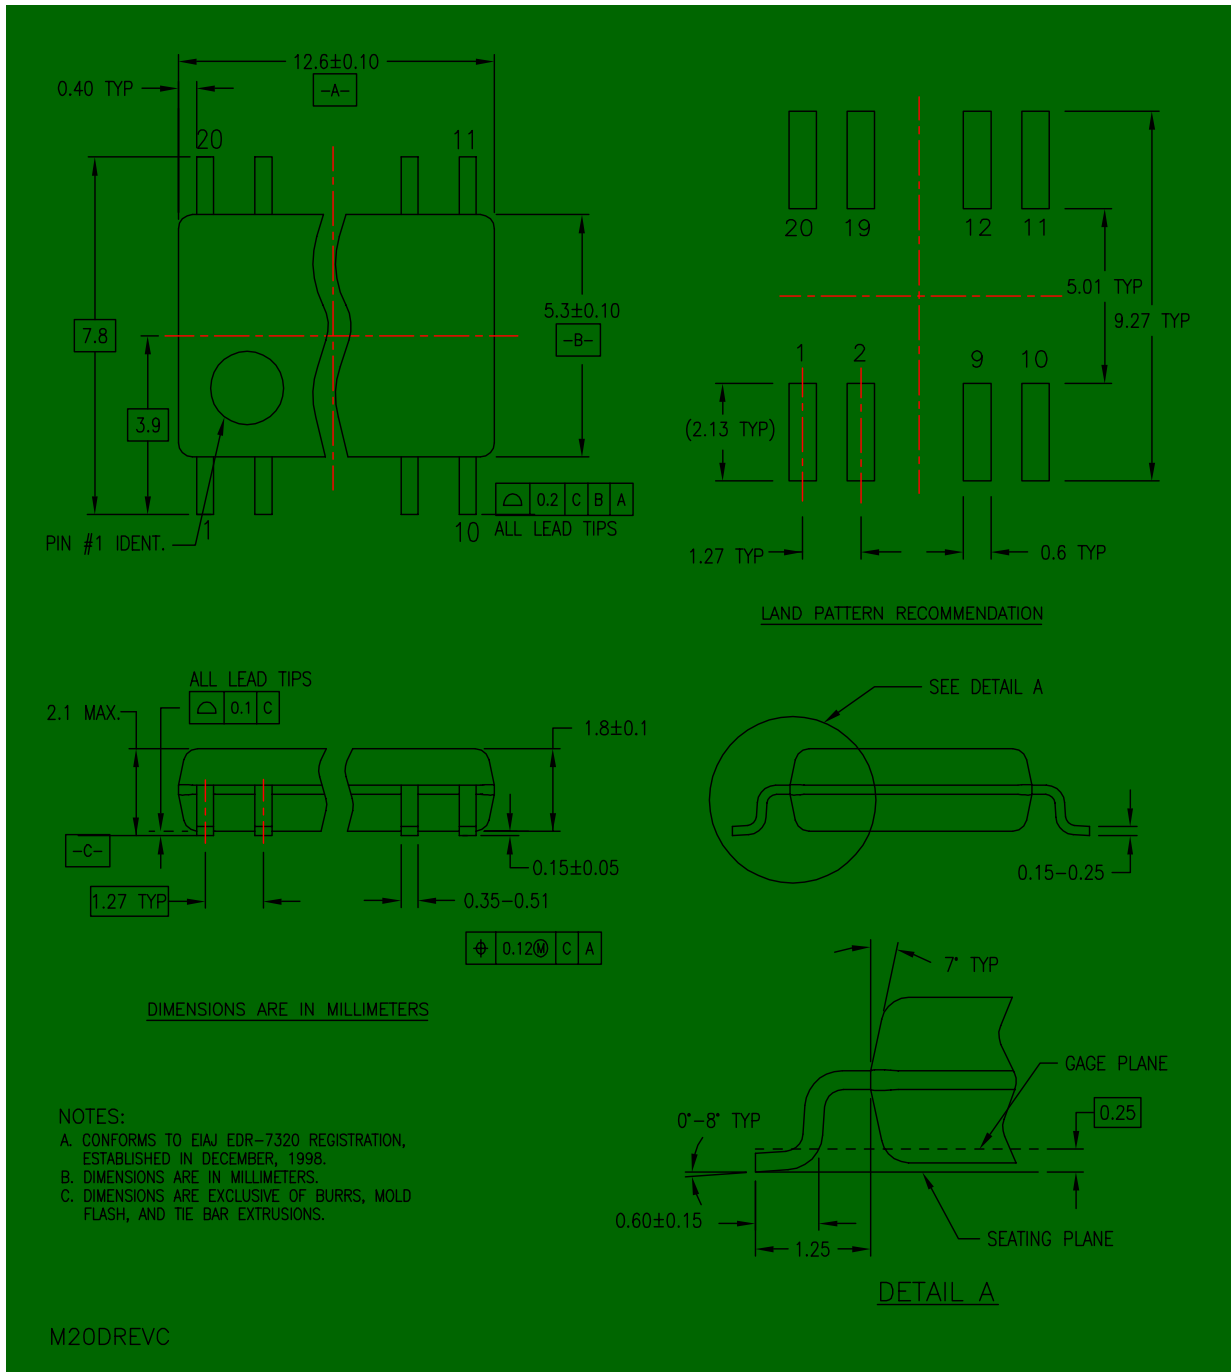 12.6±0.10
-A-
0.40 TYP
20
11
7.8
3.9
5.3±0.10
-B-
0.2 C B A
ALL LEAD TIPS
1
10
PIN #1 IDENT.
20 19 12 11
5.01 TYP
9.27 TYP
1 2 9 10
(2.13 TYP)
1.27 TYP
0.6 TYP
LAND PATTERN RECOMMENDATION
ALL LEAD TIPS
0.1 C
2.1 MAX.
1.8±0.1
-C-
0.15±0.05
1.27 TYP
0.35-0.51
0.12Ⓜ C A
DIMENSIONS ARE IN MILLIMETERS
SEE DETAIL A
0.15-0.25
7° TYP
GAGE PLANE
0.25
0°-8° TYP
0.60±0.15
1.25
SEATING PLANE
DETAIL A
NOTES:
A. CONFORMS TO EIAJ EDR-7320 REGISTRATION,
ESTABLISHED IN DECEMBER, 1998.
B. DIMENSIONS ARE IN MILLIMETERS.
C. DIMENSIONS ARE EXCLUSIVE OF BURRS, MOLD
FLASH, AND TIE BAR EXTRUSIONS.
M20DREVC